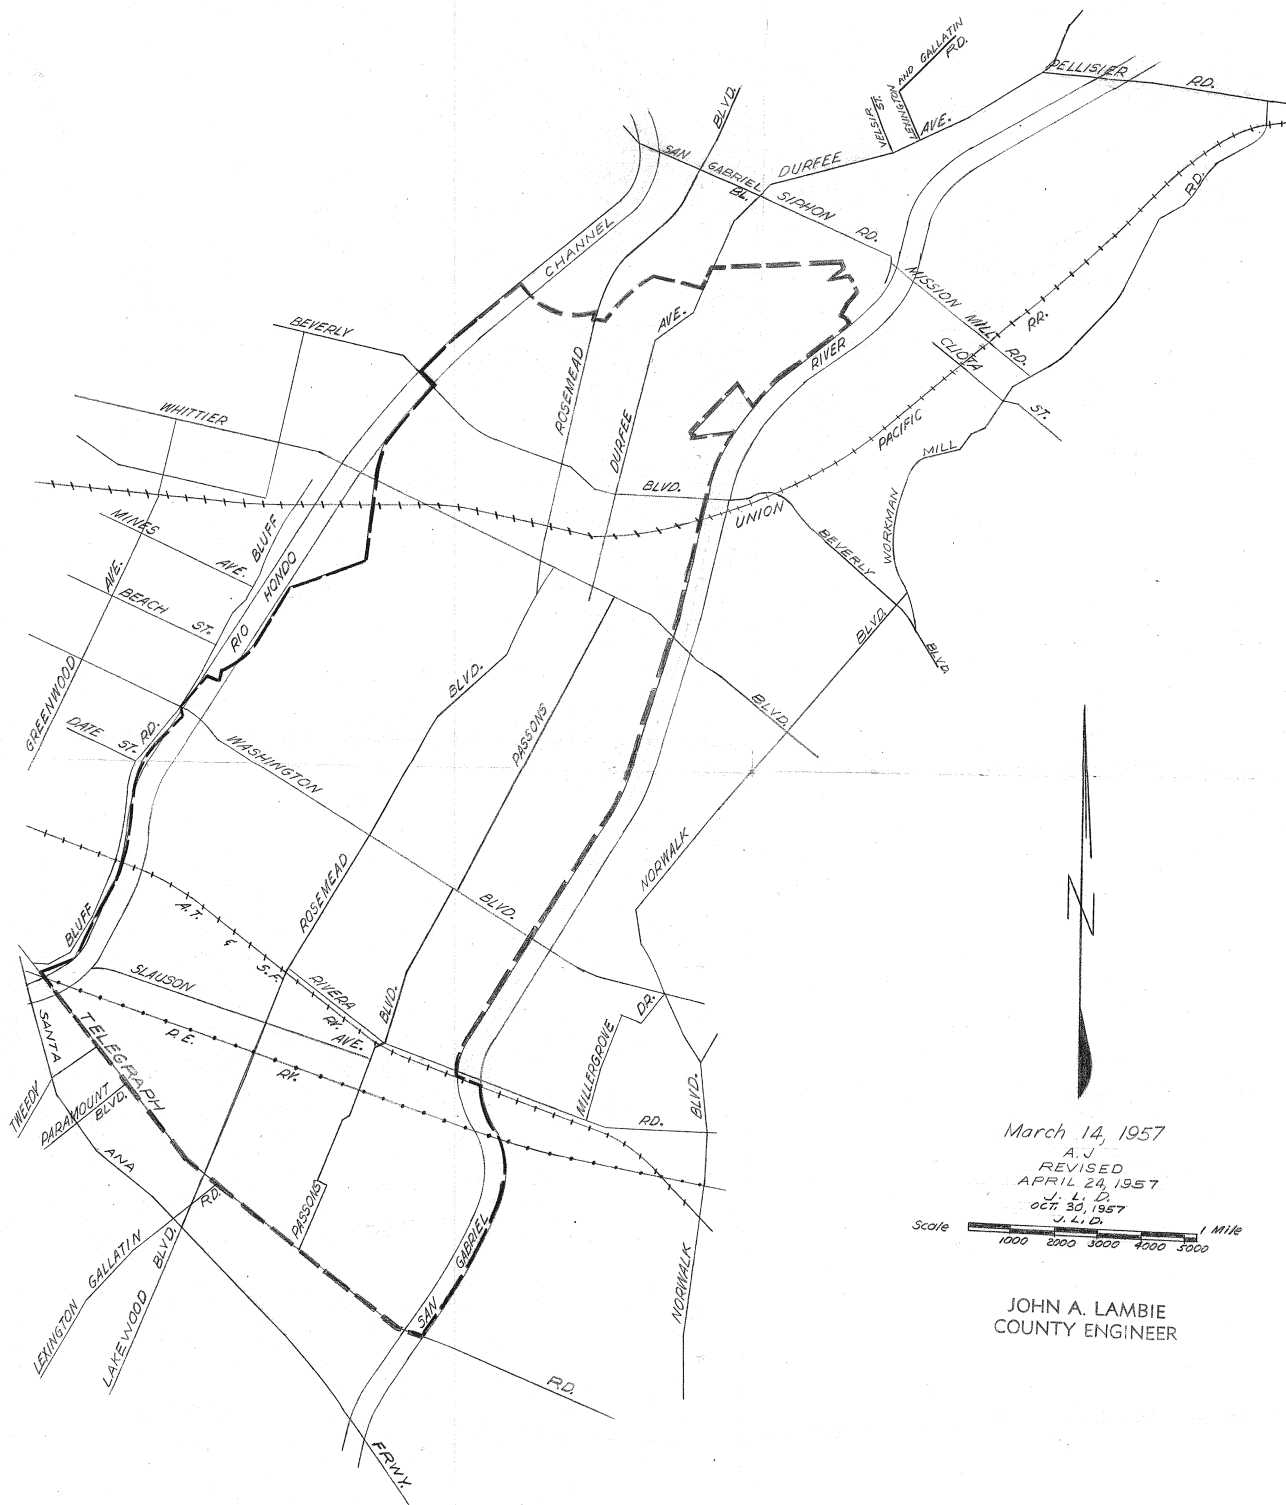 AND GALLATIN
RD.
LEXINGTON
VELSIR
ST.
AVE.
PELLISIER RD.
BLVD.
SAN GABRIEL
BL.
DURFEE
SIPHON RD.
RD.
CHANNEL
MISSION MILL RD.
RR.
BEVERLY
AVE.
RIVER
CLIOTA ST.
ROSEMEAD
DURFEE
WHITTIER
PACIFIC
MILL
BLVD.
UNION
WORKMAN
BEVERLY
BLVD.
MINES
AVE.
BLUFF
AVE.
BEACH
ST.
HONDO
RIO
BLVD.
GREENWOOD
BLVD.
BLVD.
DATE
ST.
RD.
WASHINGTON
PASSONS
NORWALK
ROSEMEAD
BLVD.
A.T.
&
S.F.
BLUFF
SLAUSON
RIVERA
RY.
AVE.
BLVD.
DR.
MILLERGROVE
SANTA
TELEGRAPH
P.E.
RY.
TWEEDY
PARAMOUNT
BLVD.
RD.
BLVD.
ANA
RD.
PASSONS
GALLATIN
LEXINGTON
BLVD.
LAKEWOOD
GABRIEL
SAN
NORWALK
RD.
FRWY.
N
March 14, 1957
A.J
REVISED
APRIL 24, 1957
J. L. D.
OCT. 30, 1957
J. L. D.
Scale 1 Mile
1000 2000 3000 4000 5000
JOHN A. LAMBIE
COUNTY ENGINEER